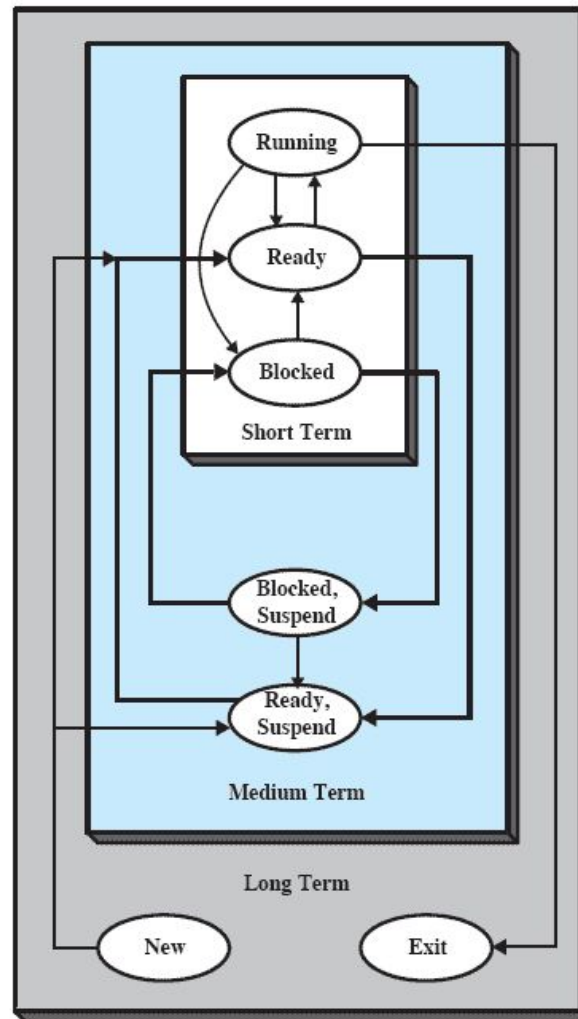 Running
Ready
Blocked
Short Term
Blocked,
Suspend
Ready,
Suspend
Medium Term
Long Term
New
Exit